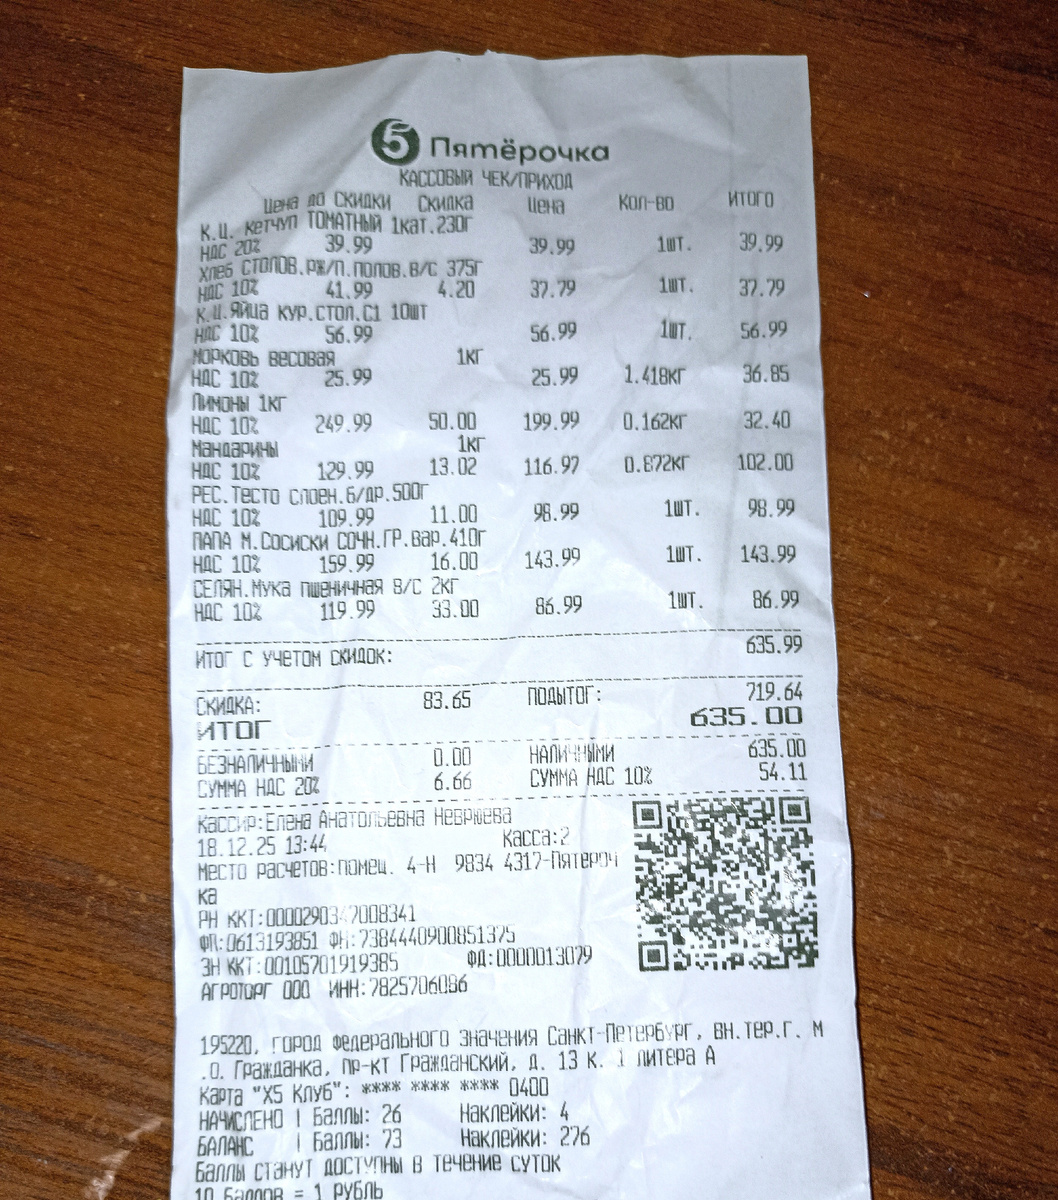 5 Пятёрочка
КАССОВЫЙ ЧЕК/ПРИХОД
Цена до СКИДКИ СКИДКА Цена КОЛ-ВО ИТОГО
К.Ц. Кетчуп ТОМАТНЫЙ 1кат.230г
НДС 20% 39.99 39.99 1шт. 39.99
Хлеб СТОЛОВ.РЖ/П.ПОЛОВ.В/С 375Г
НДС 10% 41.99 4.20 37.79 1шт. 37.79
К.Ц.Яйца кур.стол.С1 10шт
НДС 10% 56.99 56.99 1шт. 56.99
Морковь весовая 1КГ
НДС 10% 25.99 25.99 1.418кг 36.85
Лимоны 1КГ
НДС 10% 249.99 50.00 199.99 0.162кг 32.40
Мандарины 1КГ
НДС 10% 129.99 13.02 116.97 0.872кг 102.00
РЕС.Тесто слоен.б/др.500г
НДС 10% 109.99 11.00 98.99 1шт. 98.99
ПАПА М.Сосиски СОЧН.ГР.вар.410г
НДС 10% 159.99 16.00 143.99 1шт. 143.99
СЕЛЯН.Мука пшеничная В/С 2кг
НДС 10% 119.99 33.00 86.99 1шт. 86.99
ИТОГ С УЧЕТОМ СКИДОК: 635.99
СКИДКА: 83.65 ПОДЫТОГ: 719.64
ИТОГ 635.00
БЕЗНАЛИЧНЫМИ 0.00 НАЛИЧНЫМИ 635.00
СУММА НДС 20% 6.66 СУММА НДС 10% 54.11
Кассир:Елена Анатольевна Неврюева
18.12.25 13:44 Касса:2
Место расчетов:помещ. 4-Н 9834 4317-Пятероч
ка
РН ККТ:0000290347008341
ФП:0613193851 ФН:7384440900851375
ЗН ККТ:00105701919385 ФД:0000013079
АГРОТОРГ ООО ИНН:7825706086
195220, город федерального значения Санкт-Петербург, вн.тер.г. м
.о. Гражданка, пр-кт Гражданский, д. 13 к. 1 литера А
Карта "Х5 Клуб": **** **** **** 0400
НАЧИСЛЕНО | Баллы: 26 Наклейки: 4
БАЛАНС | Баллы: 73 Наклейки: 276
Баллы станут доступны в течение суток
10 Баллов = 1 рубль